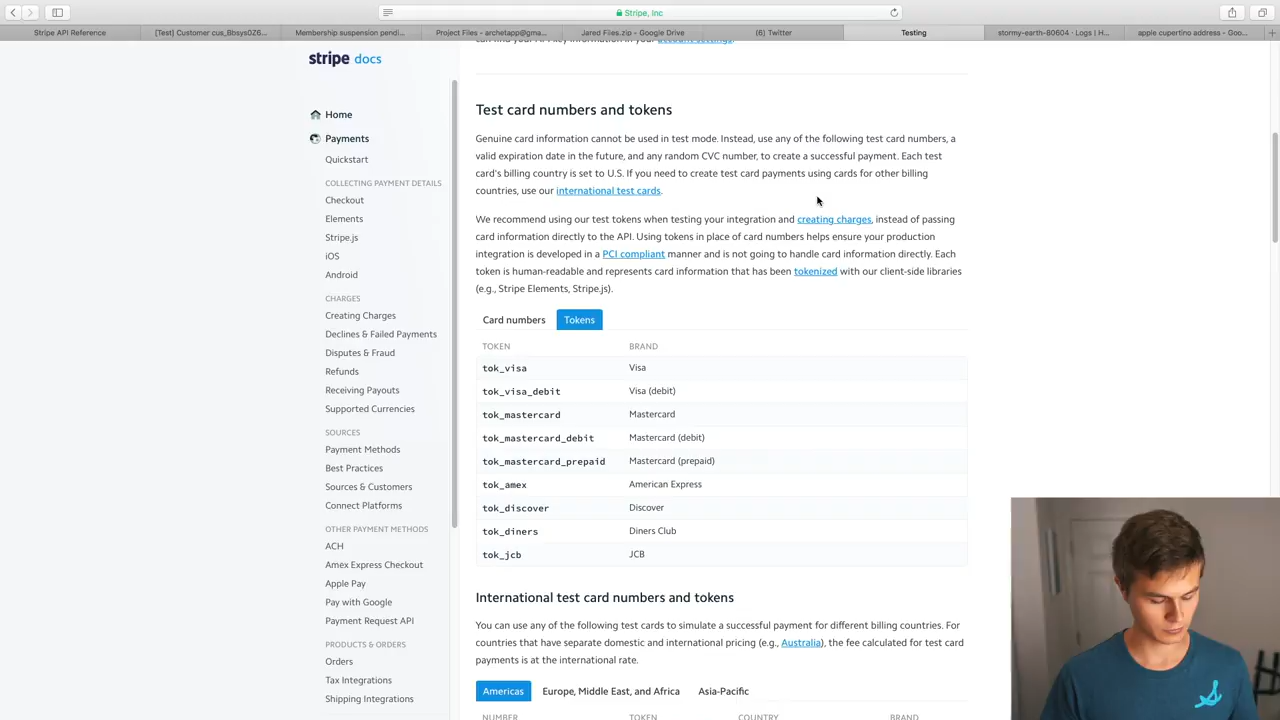 Stripe, Inc
Stripe API Reference
[Test] Customer cus_Bbsys0Z6...
Membership suspension pendi...
Project Files - archetapp@gma...
Jared Files.zip - Google Drive
(6) Twitter
Testing
stormy-earth-80604 · Logs | H...
apple cupertino address - Goo...
stripe docs
Home
Payments
Quickstart
COLLECTING PAYMENT DETAILS
Checkout
Elements
Stripe.js
iOS
Android
CHARGES
Creating Charges
Declines & Failed Payments
Disputes & Fraud
Refunds
Receiving Payouts
Supported Currencies
SOURCES
Payment Methods
Best Practices
Sources & Customers
Connect Platforms
OTHER PAYMENT METHODS
ACH
Amex Express Checkout
Apple Pay
Pay with Google
Payment Request API
PRODUCTS & ORDERS
Orders
Tax Integrations
Shipping Integrations
Test card numbers and tokens
Genuine card information cannot be used in test mode. Instead, use any of the following test card numbers, a
valid expiration date in the future, and any random CVC number, to create a successful payment. Each test
card's billing country is set to U.S. If you need to create test card payments using cards for other billing
countries, use our international test cards.
We recommend using our test tokens when testing your integration and creating charges, instead of passing
card information directly to the API. Using tokens in place of card numbers helps ensure your production
integration is developed in a PCI compliant manner and is not going to handle card information directly. Each
token is human-readable and represents card information that has been tokenized with our client-side libraries
(e.g., Stripe Elements, Stripe.js).
Card numbers Tokens
TOKEN BRAND
tok_visa Visa
tok_visa_debit Visa (debit)
tok_mastercard Mastercard
tok_mastercard_debit Mastercard (debit)
tok_mastercard_prepaid Mastercard (prepaid)
tok_amex American Express
tok_discover Discover
tok_diners Diners Club
tok_jcb JCB
International test card numbers and tokens
You can use any of the following test cards to simulate a successful payment for different billing countries. For
countries that have separate domestic and international pricing (e.g., Australia), the fee calculated for test card
payments is at the international rate.
Americas Europe, Middle East, and Africa Asia-Pacific
NUMBER TOKEN COUNTRY BRAND